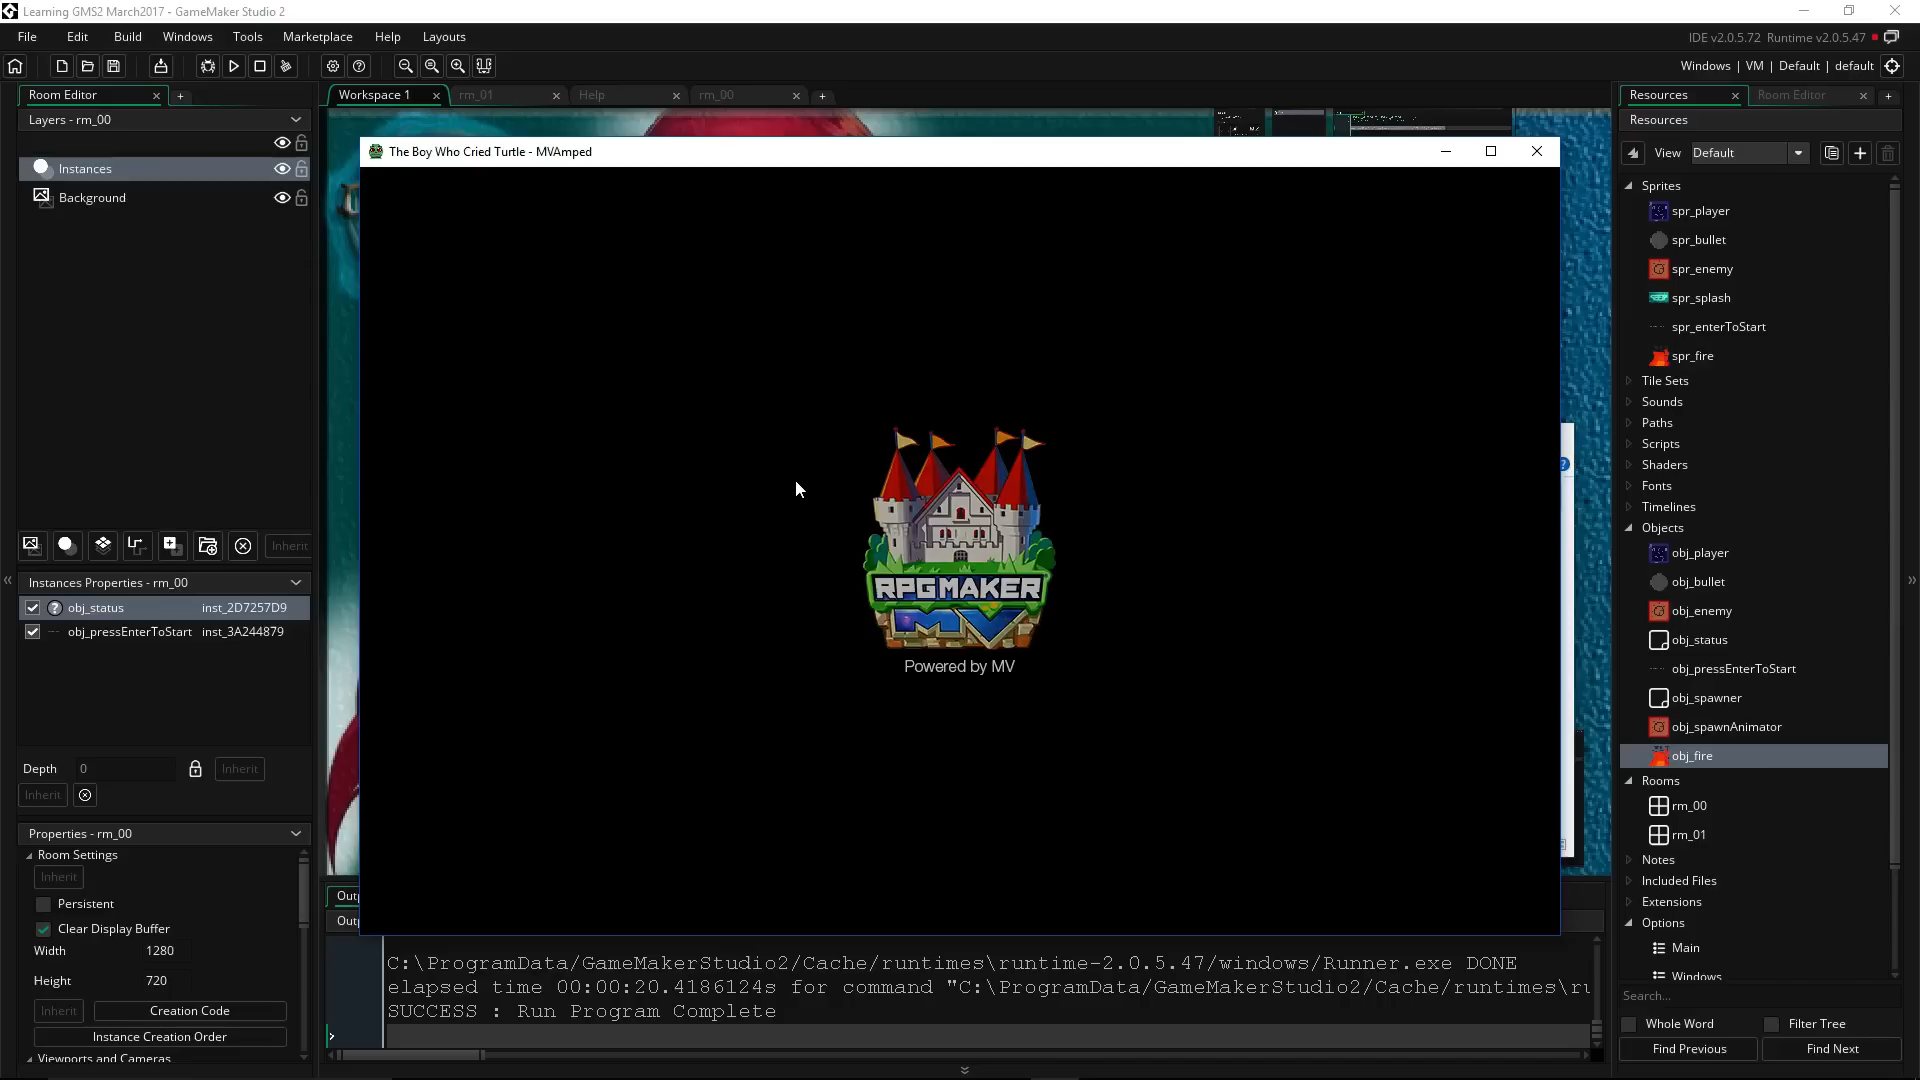 Learning GMS2 March2017 - GameMaker Studio 2
File Edit Build Windows Tools Marketplace Help Layouts
IDE v2.0.5.72 Runtime v2.0.5.47
Windows | VM | Default | default
Room Editor
Workspace 1
rm_01
Help
rm_00
Resources
Room Editor
Layers - rm_00
Resources
View Default
Instances
Background
The Boy Who Cried Turtle - MVAmped
RPGMAKER
MV
Powered by MV
Inherit
Instances Properties - rm_00
obj_status inst_2D7257D9
obj_pressEnterToStart inst_3A244879
Depth 0 Inherit
Inherit
Properties - rm_00
Room Settings
Inherit
Persistent
Clear Display Buffer
Width 1280
Height 720
Inherit Creation Code
Instance Creation Order
Viewports and Cameras
Sprites
spr_player
spr_bullet
spr_enemy
spr_splash
spr_enterToStart
spr_fire
Tile Sets
Sounds
Paths
Scripts
Shaders
Fonts
Timelines
Objects
obj_player
obj_bullet
obj_enemy
obj_status
obj_pressEnterToStart
obj_spawner
obj_spawnAnimator
obj_fire
Rooms
rm_00
rm_01
Notes
Included Files
Extensions
Options
Main
Windows
Search...
Whole Word Filter Tree
Find Previous Find Next
Out
Out
C:\ProgramData/GameMakerStudio2/Cache/runtimes\runtime-2.0.5.47/windows/Runner.exe DONE
elapsed time 00:00:20.4186124s for command "C:\ProgramData/GameMakerStudio2/Cache/runtimes\ru
SUCCESS : Run Program Complete